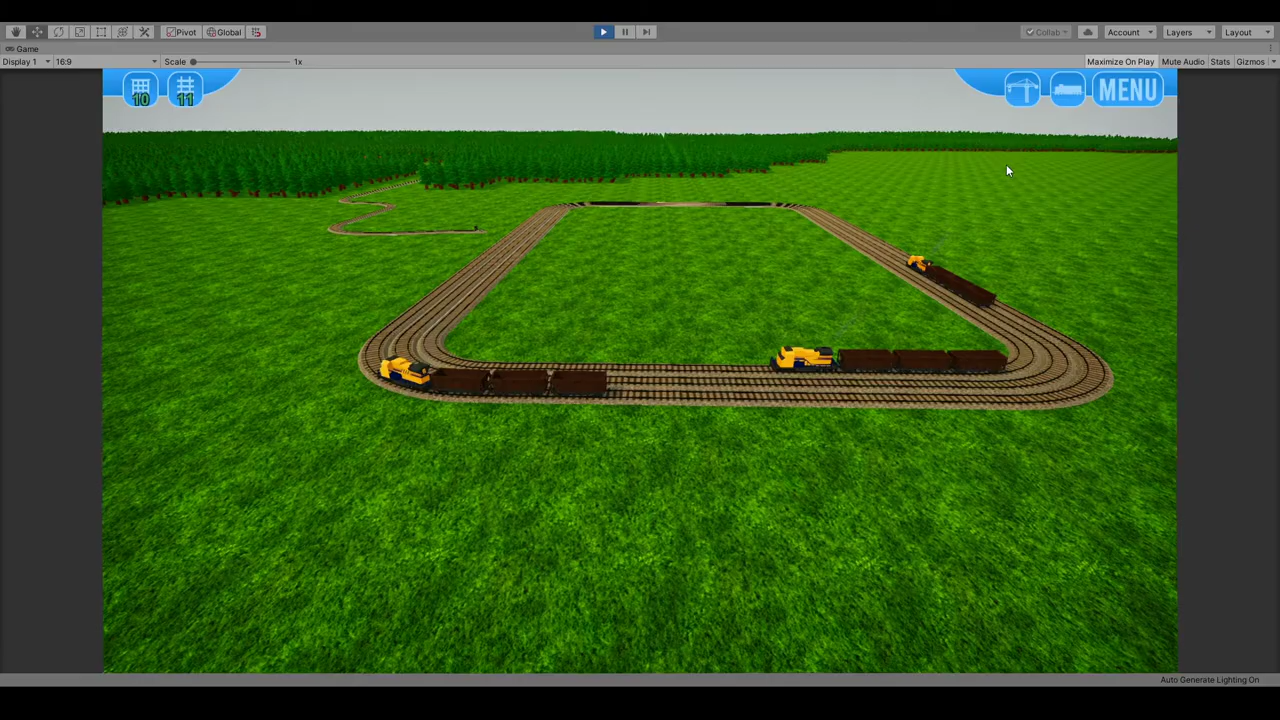 Pivot Global Collab Account Layers Layout
Game
Display 1 16:9 Scale 1x Maximize On Play Mute Audio Stats Gizmos
10 11 MENU
Auto Generate Lighting On